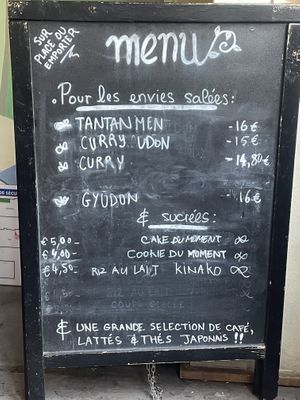 SUR
PLACE OU
EMPORTER
menu
. Pour les envies salées:
TANTANMEN -16€
CURRY UDON -15€
CURRY -14,80€
GYUDON -16€
& sucrées:
€5,00- CAKE DU MOMENT
€4,00- COOKIE DU MOMENT
€4,50- RIZ AU LAIT KINAKO
& UNE GRANDE SELECTION DE CAFÉ,
LATTÉS & THÉS JAPONAIS !!